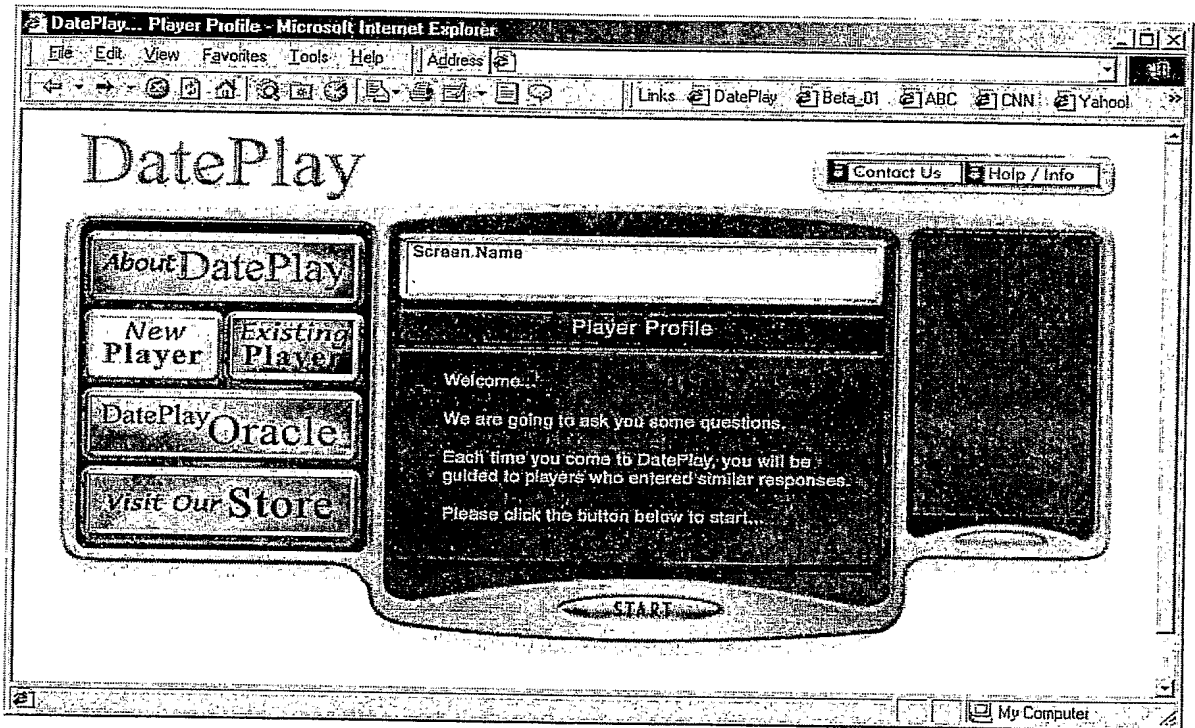 DatePlay... Player Profile - Microsoft Internet Explorer
File Edit View Favorites Tools Help Address
Links DatePlay Beta_01 ABC CNN Yahoo! >>
DatePlay
Contact Us Help / Info
About DatePlay
Screen Name
New Player
Existing Player
Player Profile
DatePlay Oracle
Visit Our Store
Welcome...
We are going to ask you some questions.
Each time you come to DatePlay, you will be
guided to players who entered similar responses.
Please click the button below to start...
START
My Computer